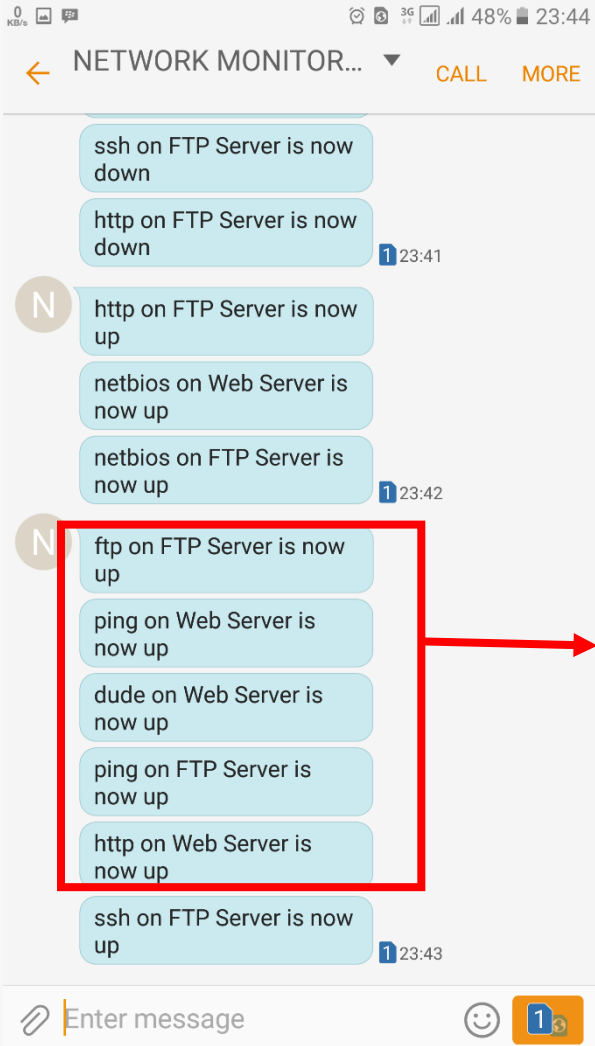 0
KB/s
3G
48%
23:44
NETWORK MONITOR...
CALL
MORE
ssh on FTP Server is now
down
http on FTP Server is now
down
1 23:41
N
http on FTP Server is now
up
netbios on Web Server is
now up
netbios on FTP Server is
now up
1 23:42
N
ftp on FTP Server is now
up
ping on Web Server is
now up
dude on Web Server is
now up
ping on FTP Server is
now up
http on Web Server is
now up
ssh on FTP Server is now
up
1 23:43
Enter message
1